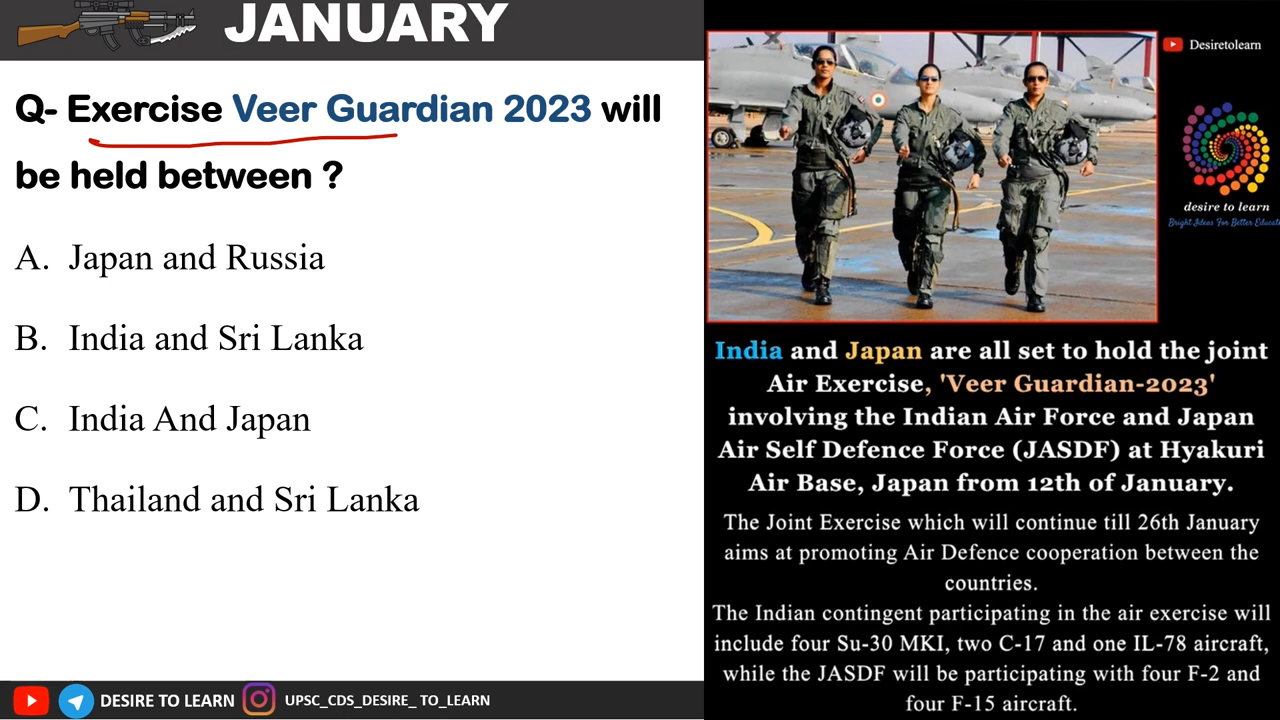 JANUARY
Q- Exercise Veer Guardian 2023 will
be held between ?
A. Japan and Russia
B. India and Sri Lanka
C. India And Japan
D. Thailand and Sri Lanka
DESIRE TO LEARN
UPSC_CDS_DESIRE_ TO_LEARN
Desiretolearn
desire to learn
Bright Ideas For Better Educat
India and Japan are all set to hold the joint
Air Exercise, 'Veer Guardian-2023'
involving the Indian Air Force and Japan
Air Self Defence Force (JASDF) at Hyakuri
Air Base, Japan from 12th of January.
The Joint Exercise which will continue till 26th January
aims at promoting Air Defence cooperation between the
countries.
The Indian contingent participating in the air exercise will
include four Su-30 MKI, two C-17 and one IL-78 aircraft,
while the JASDF will be participating with four F-2 and
four F-15 aircraft.